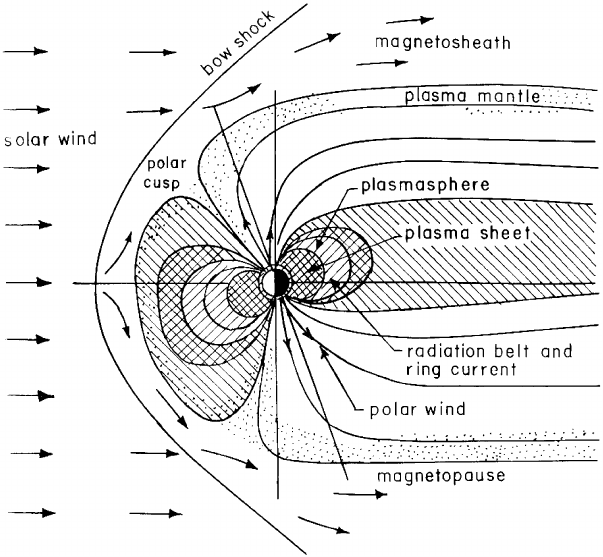 bow shock
magnetosheath
plasma mantle
solar wind
polar
cusp
plasmasphere
plasma sheet
radiation belt and
ring current
polar wind
magnetopause